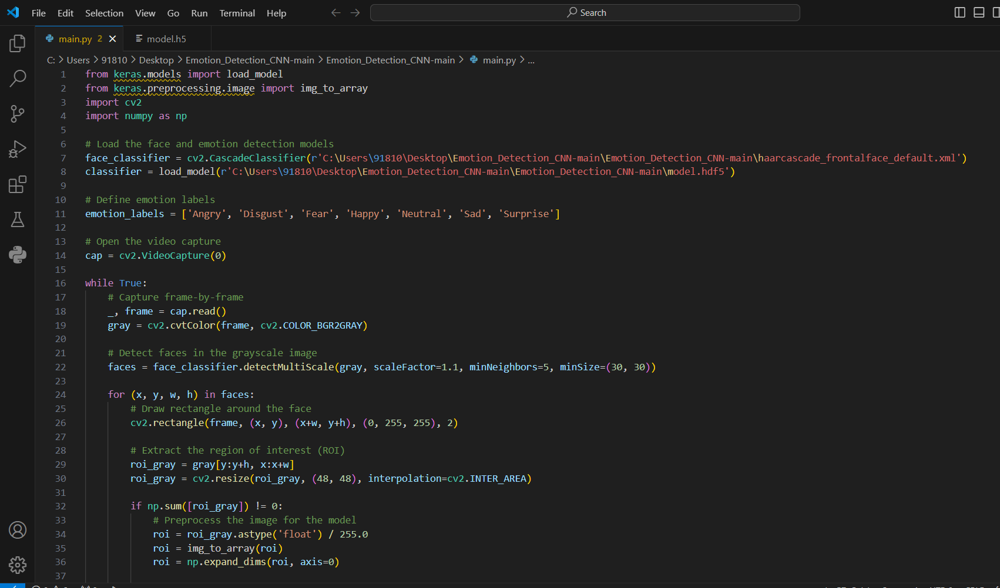 File Edit Selection View Go Run Terminal Help
Search
main.py 2
model.h5
C: > Users > 91810 > Desktop > Emotion_Detection_CNN-main > Emotion_Detection_CNN-main > main.py > ...
1 from keras.models import load_model
2 from keras.preprocessing.image import img_to_array
3 import cv2
4 import numpy as np
5
6 # Load the face and emotion detection models
7 face_classifier = cv2.CascadeClassifier(r'C:\Users\91810\Desktop\Emotion_Detection_CNN-main\Emotion_Detection_CNN-main\haarcascade_frontalface_default.xml')
8 classifier = load_model(r'C:\Users\91810\Desktop\Emotion_Detection_CNN-main\Emotion_Detection_CNN-main\model.hdf5')
9
10 # Define emotion labels
11 emotion_labels = ['Angry', 'Disgust', 'Fear', 'Happy', 'Neutral', 'Sad', 'Surprise']
12
13 # Open the video capture
14 cap = cv2.VideoCapture(0)
15
16 while True:
17 # Capture frame-by-frame
18 _, frame = cap.read()
19 gray = cv2.cvtColor(frame, cv2.COLOR_BGR2GRAY)
20
21 # Detect faces in the grayscale image
22 faces = face_classifier.detectMultiScale(gray, scaleFactor=1.1, minNeighbors=5, minSize=(30, 30))
23
24 for (x, y, w, h) in faces:
25 # Draw rectangle around the face
26 cv2.rectangle(frame, (x, y), (x+w, y+h), (0, 255, 255), 2)
27
28 # Extract the region of interest (ROI)
29 roi_gray = gray[y:y+h, x:x+w]
30 roi_gray = cv2.resize(roi_gray, (48, 48), interpolation=cv2.INTER_AREA)
31
32 if np.sum([roi_gray]) != 0:
33 # Preprocess the image for the model
34 roi = roi_gray.astype('float') / 255.0
35 roi = img_to_array(roi)
36 roi = np.expand_dims(roi, axis=0)
37